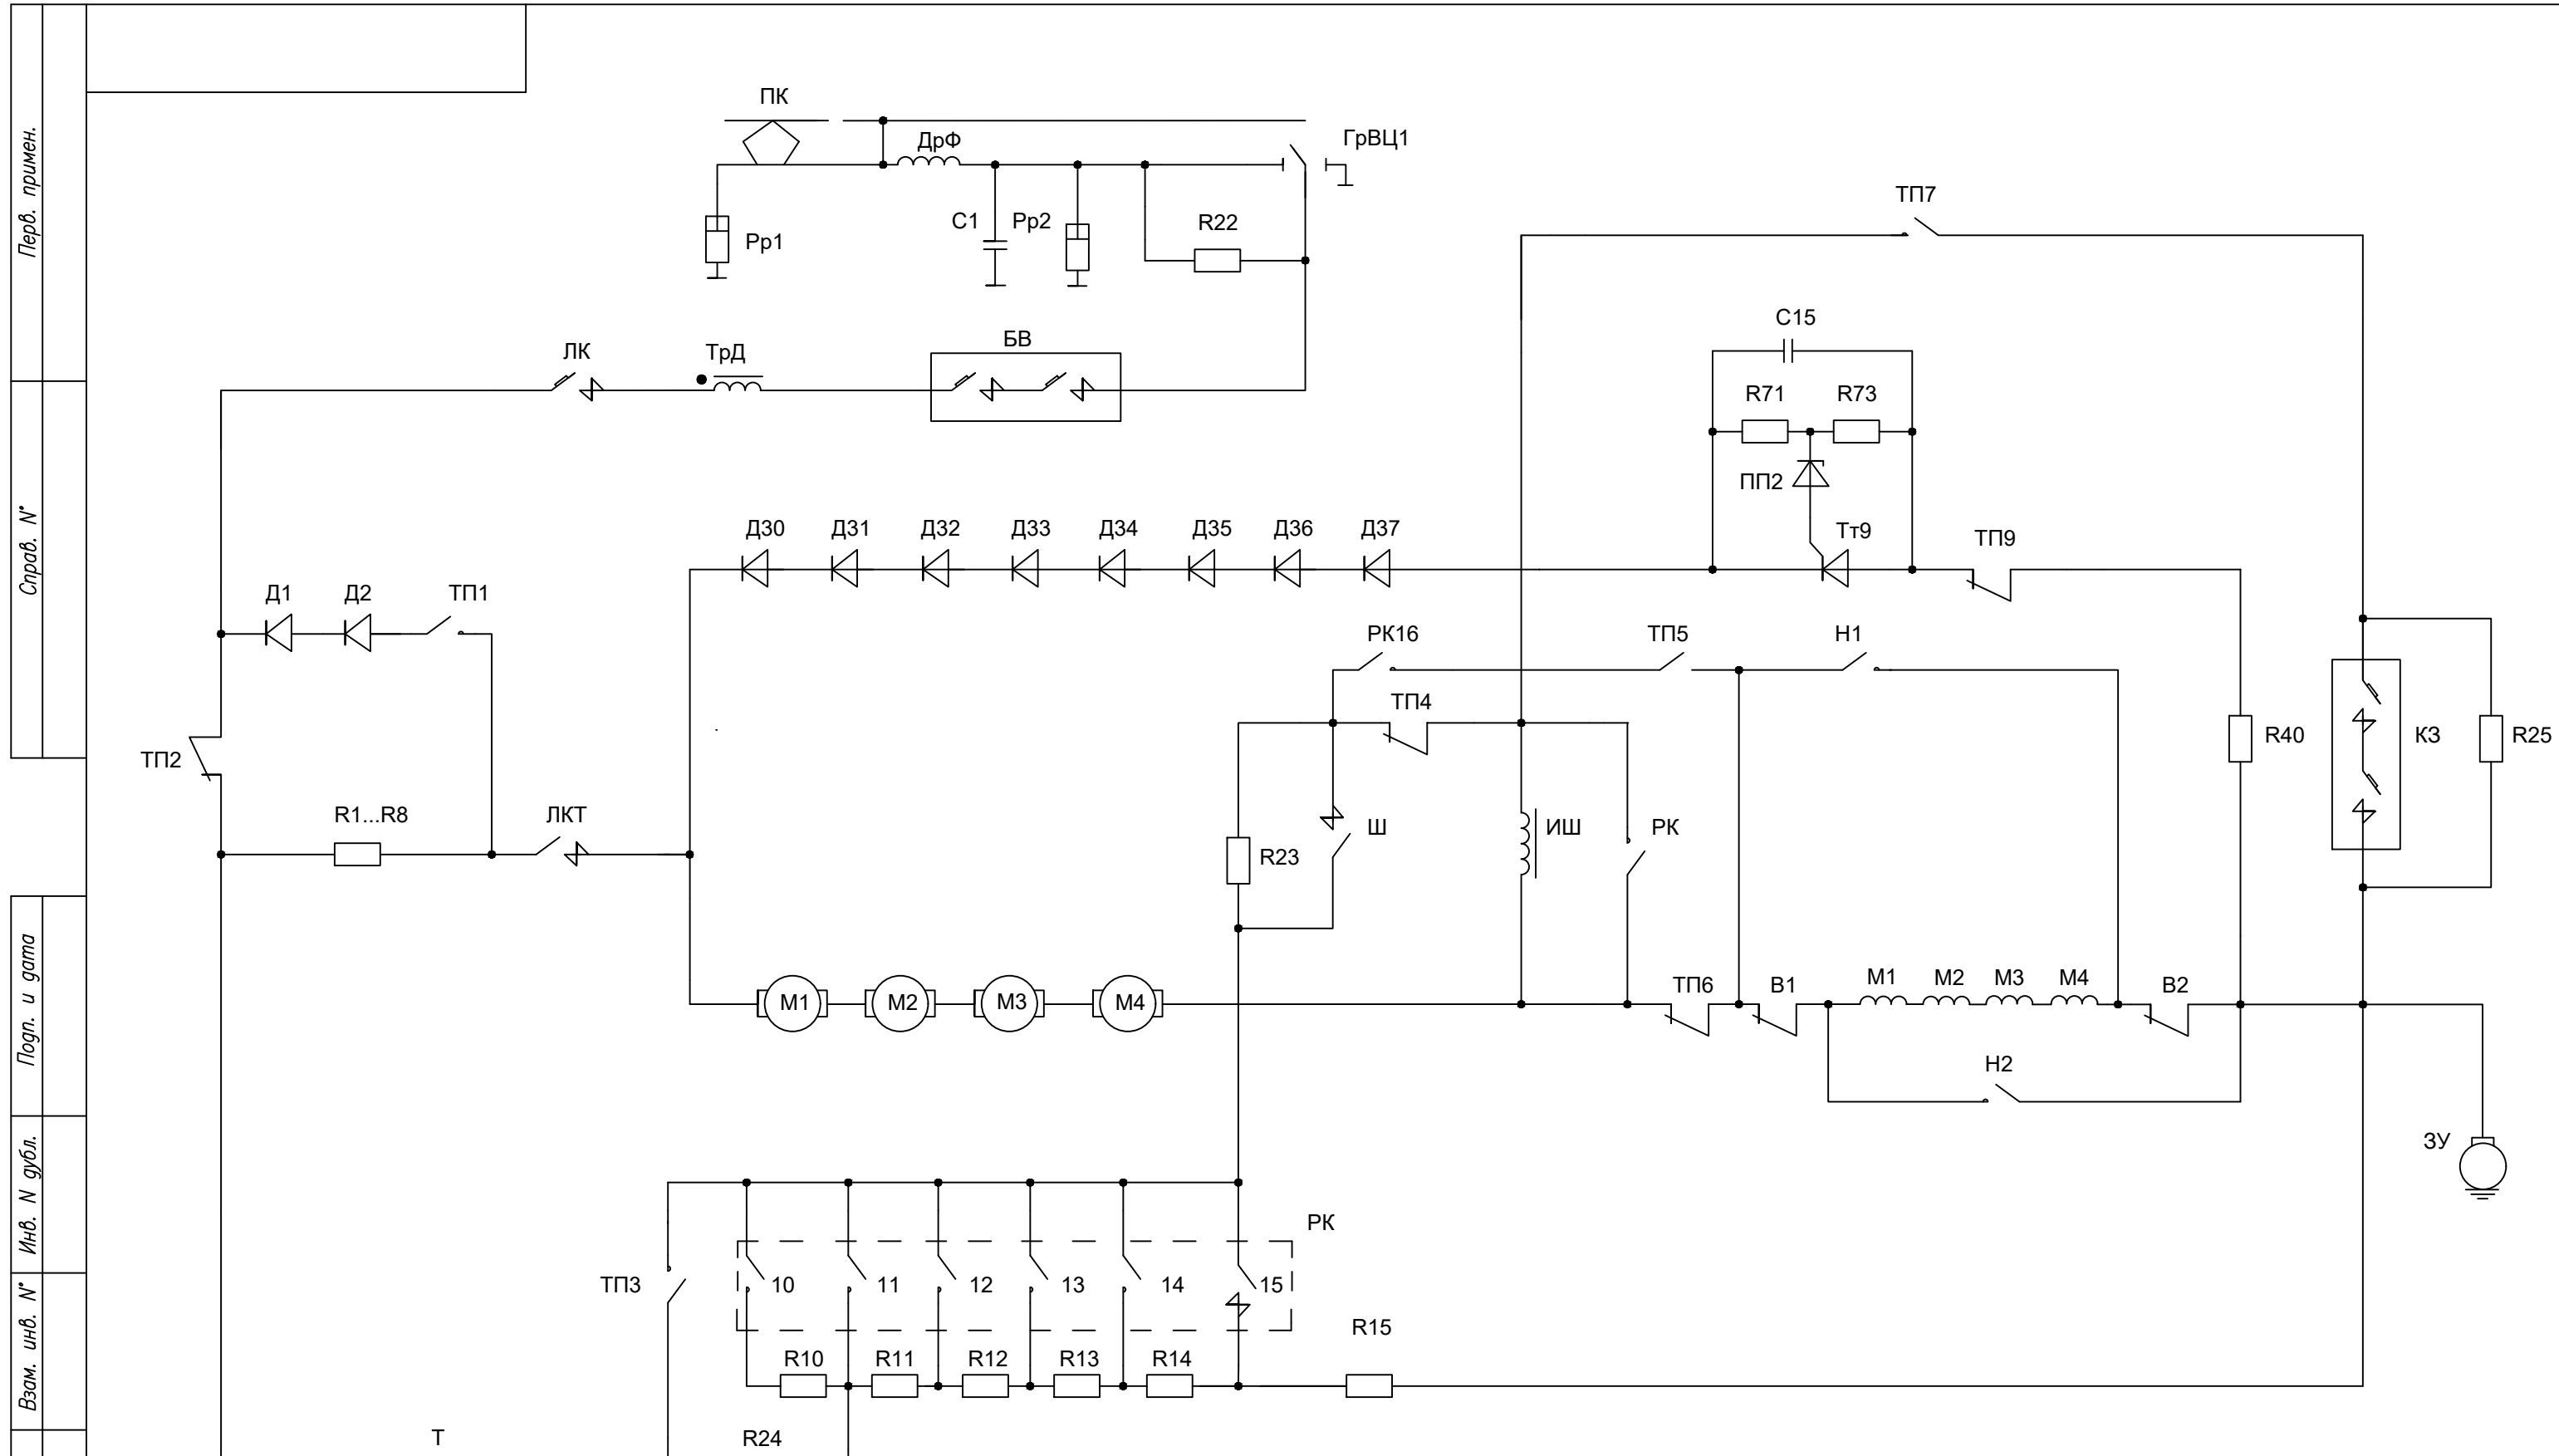 Перв. примен.
Справ. N°
Подп. и дата
Инв. N дубл.
Взам. инв. N°
ПК
ДрФ
ГрВЦ1
Рр1
С1
Рр2
R22
ТП7
ЛК
ТрД
БВ
С15
R71
R73
ПП2
Д30
Д31
Д32
Д33
Д34
Д35
Д36
Д37
Тт9
ТП9
Д1
Д2
ТП1
РК16
ТП5
Н1
ТП4
ТП2
R40
КЗ
R25
R1...R8
ЛКТ
R23
Ш
ИШ
РК
М1
М2
М3
М4
ТП6
В1
М1
М2
М3
М4
В2
Н2
ЗУ
РК
ТП3
10
11
12
13
14
15
R15
R10
R11
R12
R13
R14
Т
R24